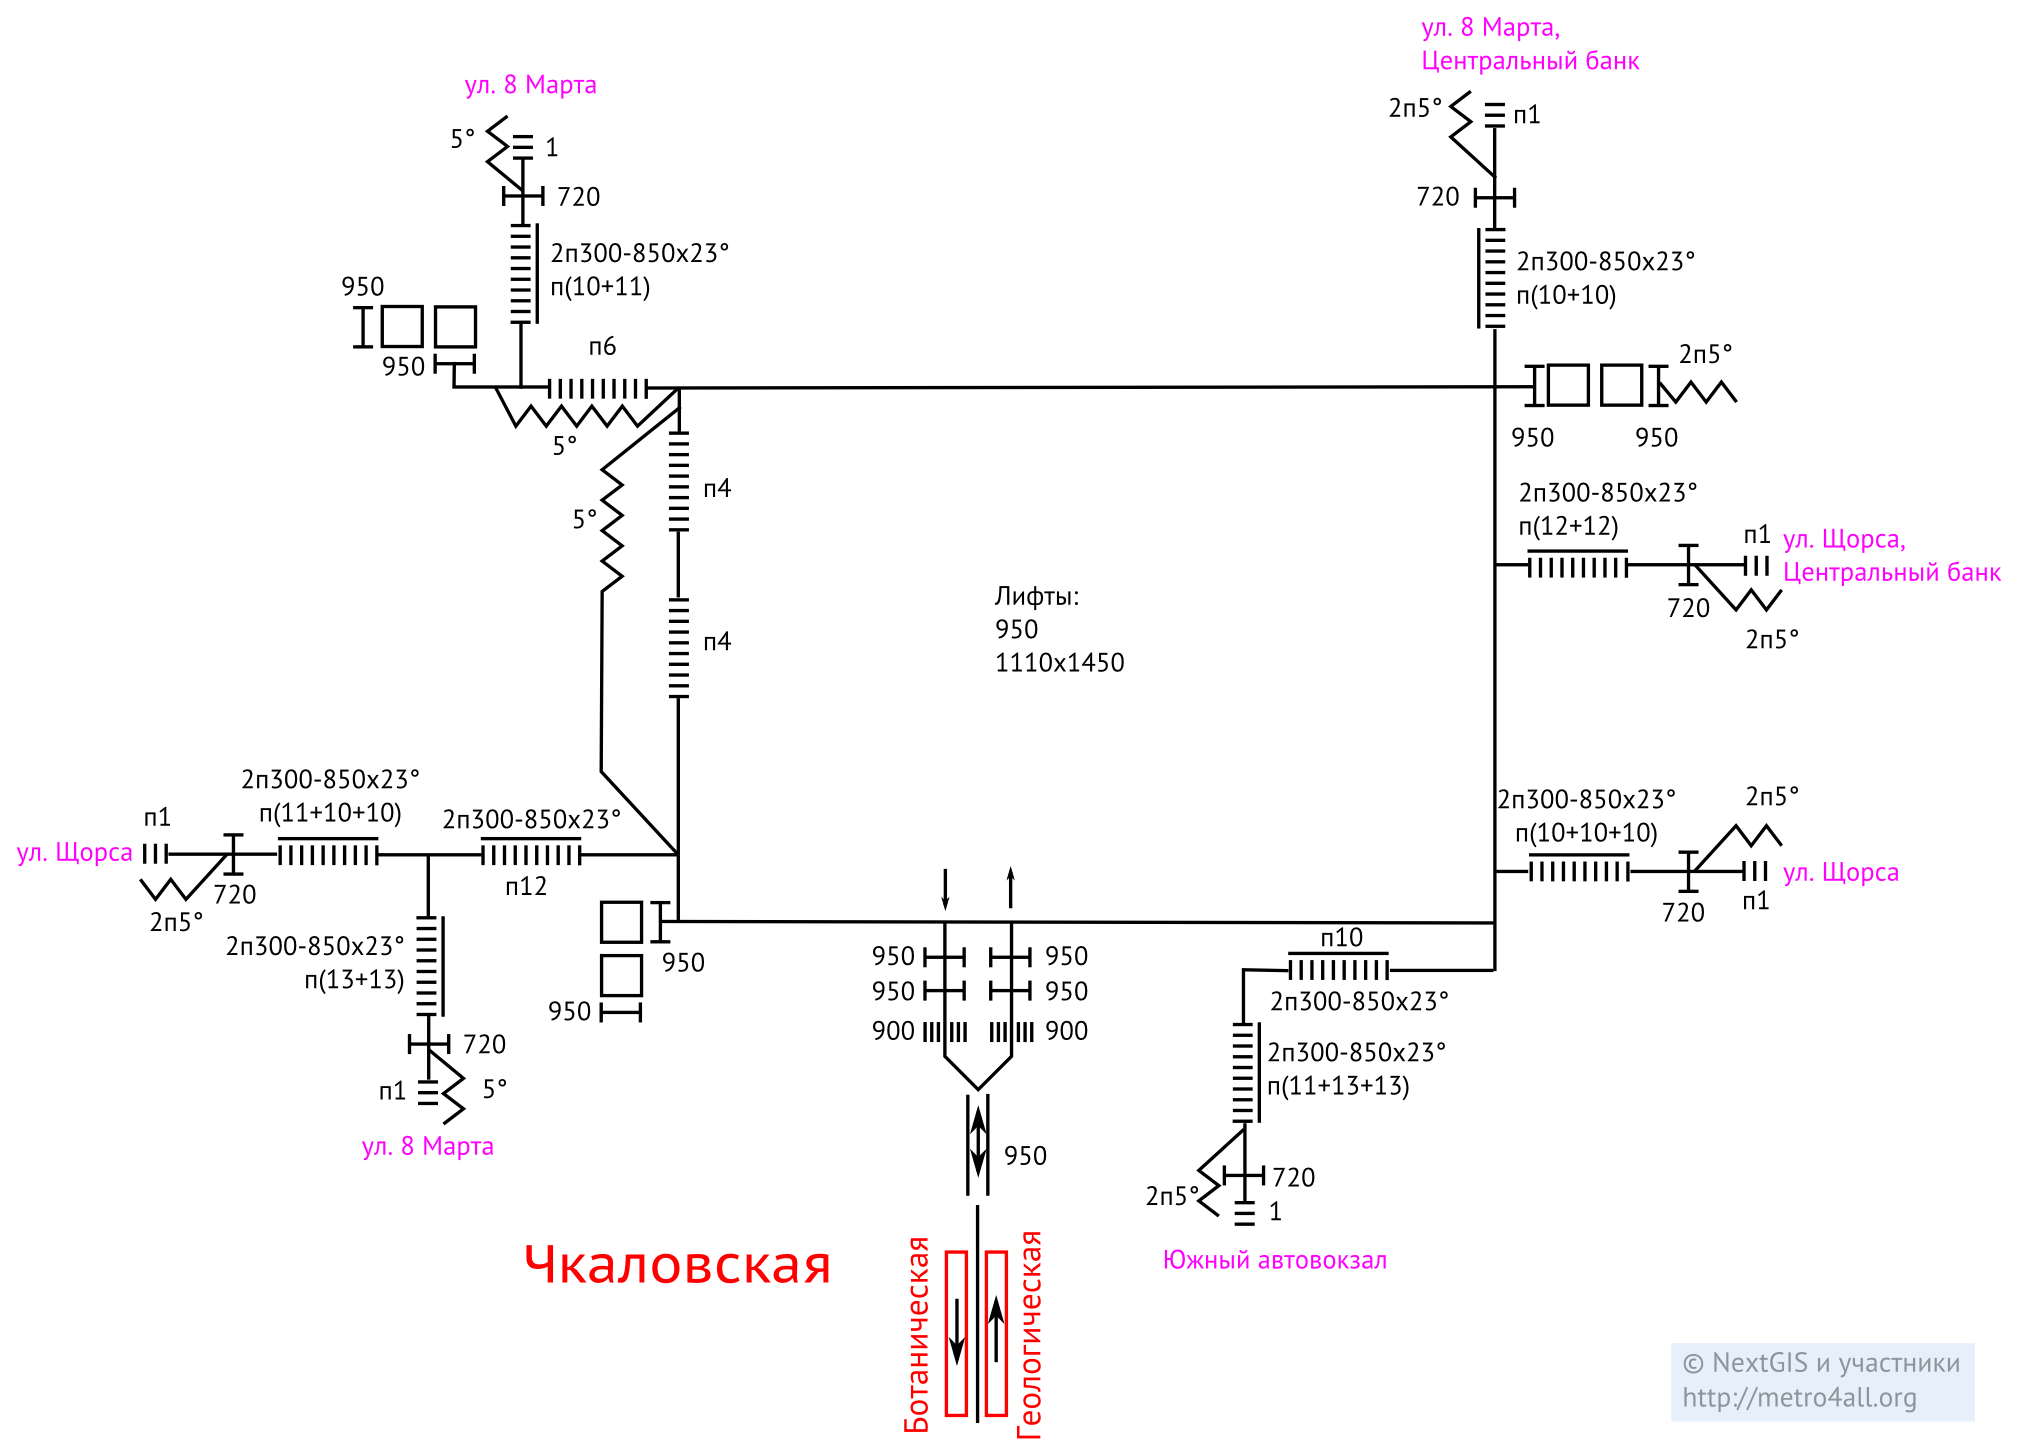 ул. 8 Марта,
Центральный банк
ул. 8 Марта
2п5°
п1
5°
1
720
720
2п300-850x23°
п(10+11)
2п300-850x23°
п(10+10)
950
950
п6
2п5°
5°
950
950
п4
5°
2п300-850x23°
п(12+12)
п1
ул. Щорса,
Центральный банк
720
2п5°
Лифты:
950
1110x1450
п4
2п300-850x23°
п(11+10+10)
п1
ул. Щорса
720
2п5°
2п300-850x23°
п12
2п300-850x23°
п(10+10+10)
2п5°
ул. Щорса
п1
720
2п300-850x23°
п(13+13)
950
950
720
п1
5°
ул. 8 Марта
950
950
950
950
900
900
950
п10
2п300-850x23°
2п300-850x23°
п(11+13+13)
2п5°
720
1
Южный автовокзал
Чкаловская
Ботаническая
Геологическая
© NextGIS и участники
http://metro4all.org